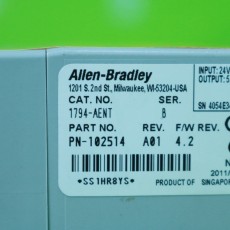 Allen-Bradley
1201 S. 2nd St., Milwaukee, WI-53204-USA
INPUT: 24V
OUTPUT: 5
CAT. NO. SER.
1794-AENT B
SN 4054E3
PART NO. REV. F/W REV.
PN-102514 A01 4.2
*SS1HR8YS*
2011/
PRODUCT OF SINGAPOR